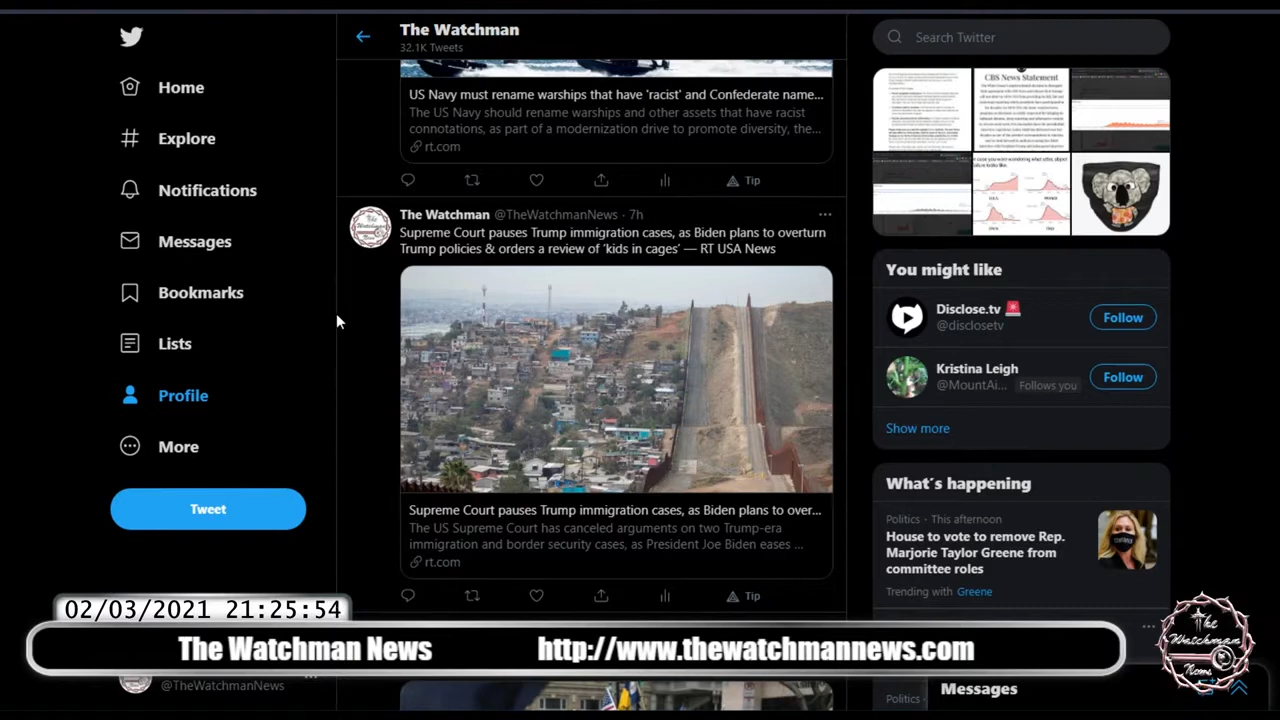 The Watchman
32.1K Tweets
Search Twitter
Home
Explore
Notifications
Messages
Bookmarks
Lists
Profile
More
Tweet
US Navy must rename warships that have 'racist' and Confederate name...
The US Navy should rename warships and other assets that have racist
connotations, as part of modernization drive to promote diversity, the...
rt.com
Tip
The Watchman @TheWatchmanNews · 7h
Supreme Court pauses Trump immigration cases, as Biden plans to overturn
Trump policies & orders a review of 'kids in cages' — RT USA News
Supreme Court pauses Trump immigration cases, as Biden plans to over...
The US Supreme Court has canceled arguments on two Trump-era
immigration and border security cases, as President Joe Biden eases ...
rt.com
Tip
CBS News Statement
You might like
Disclose.tv
@disclosetv
Follow
Kristina Leigh
@MountAi... Follows you
Follow
Show more
What's happening
Politics · This afternoon
House to vote to remove Rep.
Marjorie Taylor Greene from
committee roles
Trending with Greene
Politics ·
Messages
02/03/2021 21:25:54
The Watchman News http://www.thewatchmannews.com
@TheWatchmanNews
The
Watchman
News